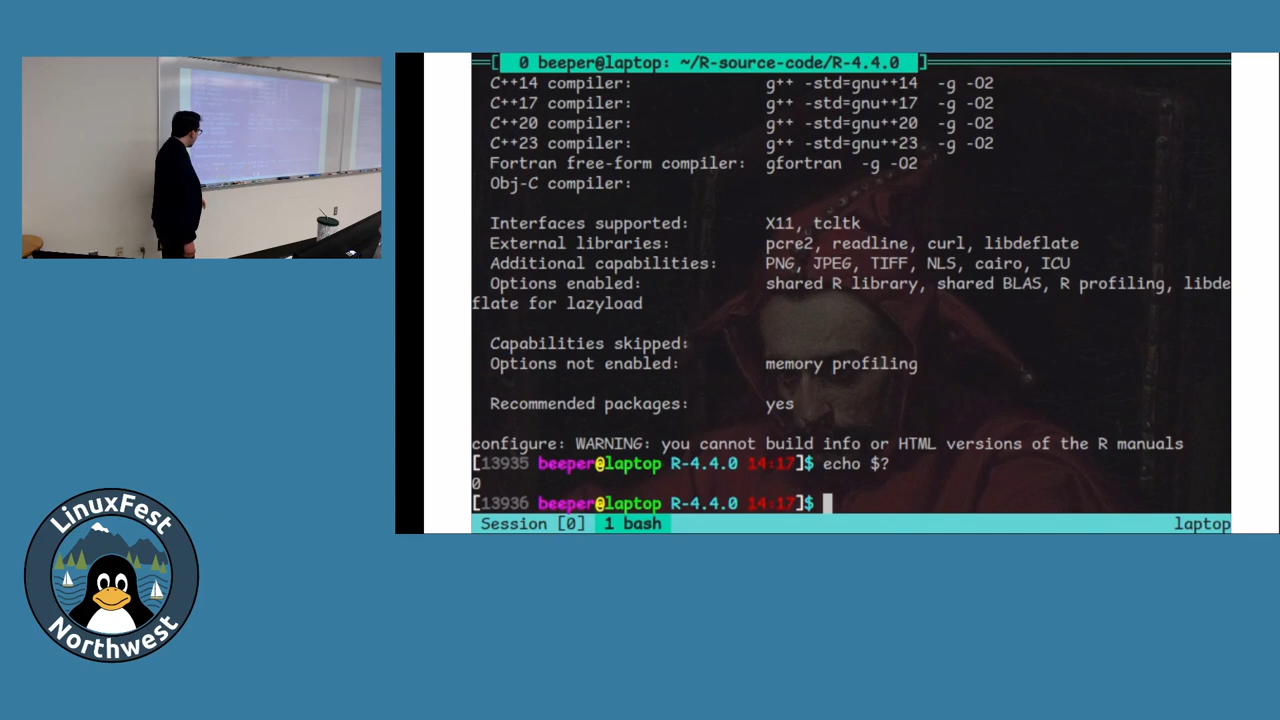 0 beeper@laptop: ~/R-source-code/R-4.4.0
C++14 compiler: g++ -std=gnu++14 -g -O2
C++17 compiler: g++ -std=gnu++17 -g -O2
C++20 compiler: g++ -std=gnu++20 -g -O2
C++23 compiler: g++ -std=gnu++23 -g -O2
Fortran free-form compiler: gfortran -g -O2
Obj-C compiler:
Interfaces supported: X11, tcltk
External libraries: pcre2, readline, curl, libdeflate
Additional capabilities: PNG, JPEG, TIFF, NLS, cairo, ICU
Options enabled: shared R library, shared BLAS, R profiling, libde
flate for lazyload
Capabilities skipped:
Options not enabled: memory profiling
Recommended packages: yes
configure: WARNING: you cannot build info or HTML versions of the R manuals
[13935 beeper@laptop R-4.4.0 14:17]$ echo $?
0
[13936 beeper@laptop R-4.4.0 14:17]$
Session [0] 1 bash laptop
LinuxFest
Northwest